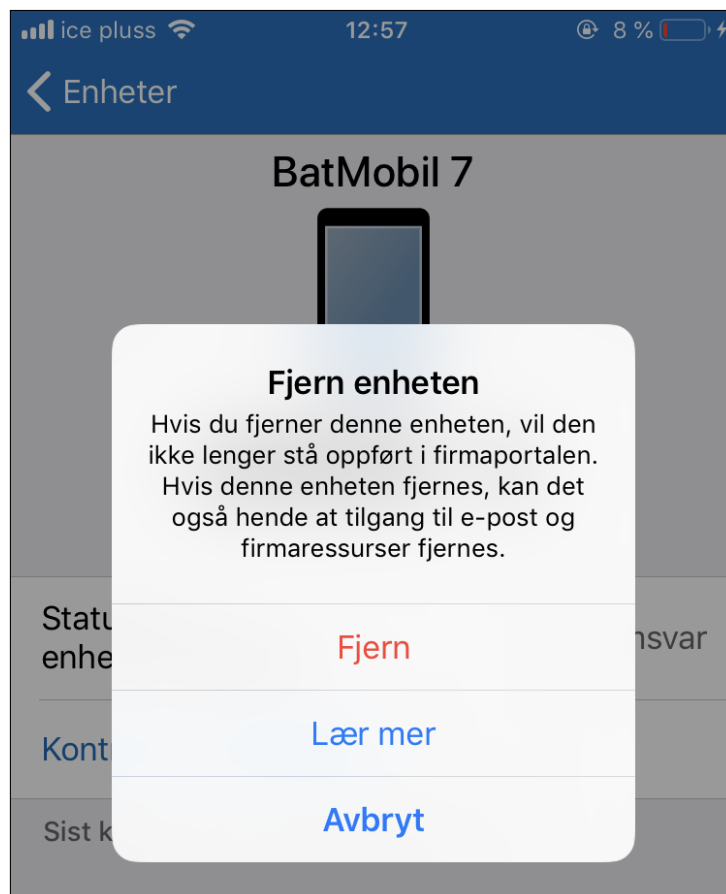 ice pluss 12:57 8 %
Enheter
BatMobil 7
Fjern enheten
Hvis du fjerner denne enheten, vil den
ikke lenger stå oppført i firmaportalen.
Hvis denne enheten fjernes, kan det
også hende at tilgang til e-post og
firmaressurser fjernes.
Fjern
Lær mer
Avbryt
Sist